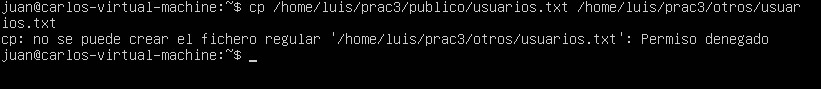 juan@carlos-virtual-machine:~$ cp /home/luis/prac3/publico/usuarios.txt /home/luis/prac3/otros/usuar
ios.txt
cp: no se puede crear el fichero regular '/home/luis/prac3/otros/usuarios.txt': Permiso denegado
juan@carlos-virtual-machine:~$ _